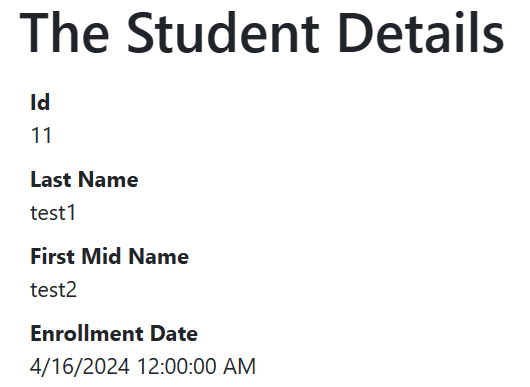 The Student Details
Id
11
Last Name
test1
First Mid Name
test2
Enrollment Date
4/16/2024 12:00:00 AM